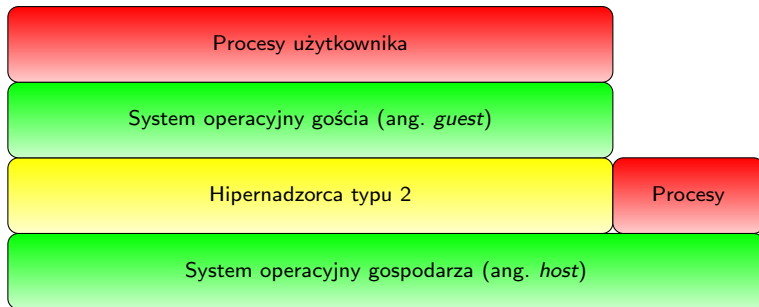 Procesy użytkownika
System operacyjny gościa (ang. guest)
Hipernadzorca typu 2
Procesy
System operacyjny gospodarza (ang. host)